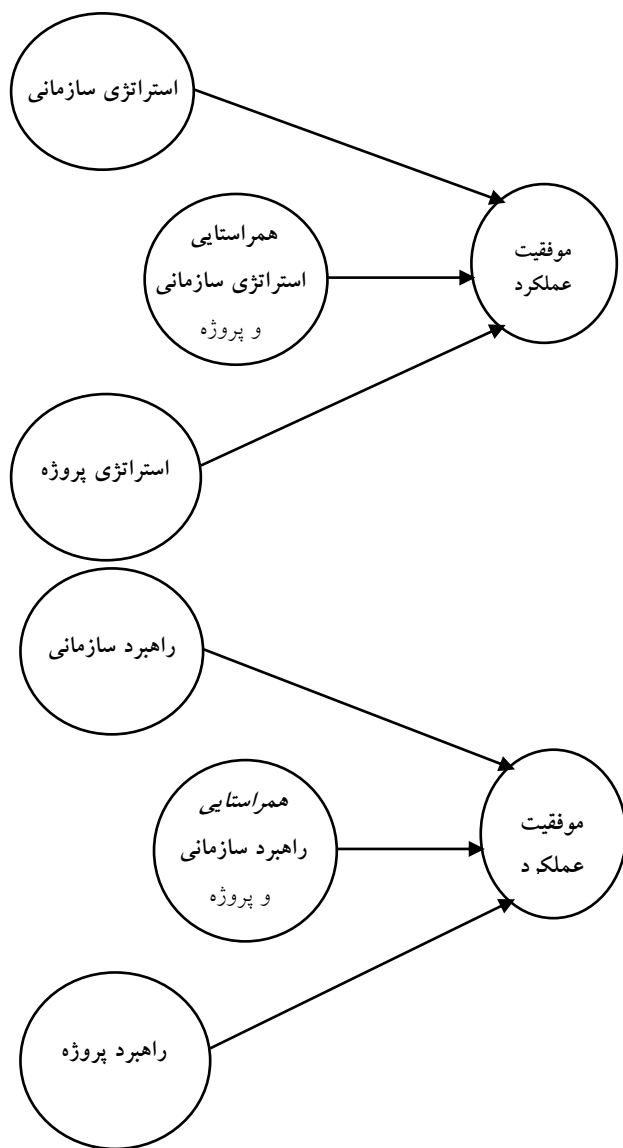 استراتژی سازمانی
همراستایی
استراتژی سازمانی
و پروژه
موفقیت
عملکرد
استراتژی پروژه
راهبرد سازمانی
همراستایی
راهبرد سازمانی
و پروژه
موفقیت
عملکرد
راهبرد پروژه